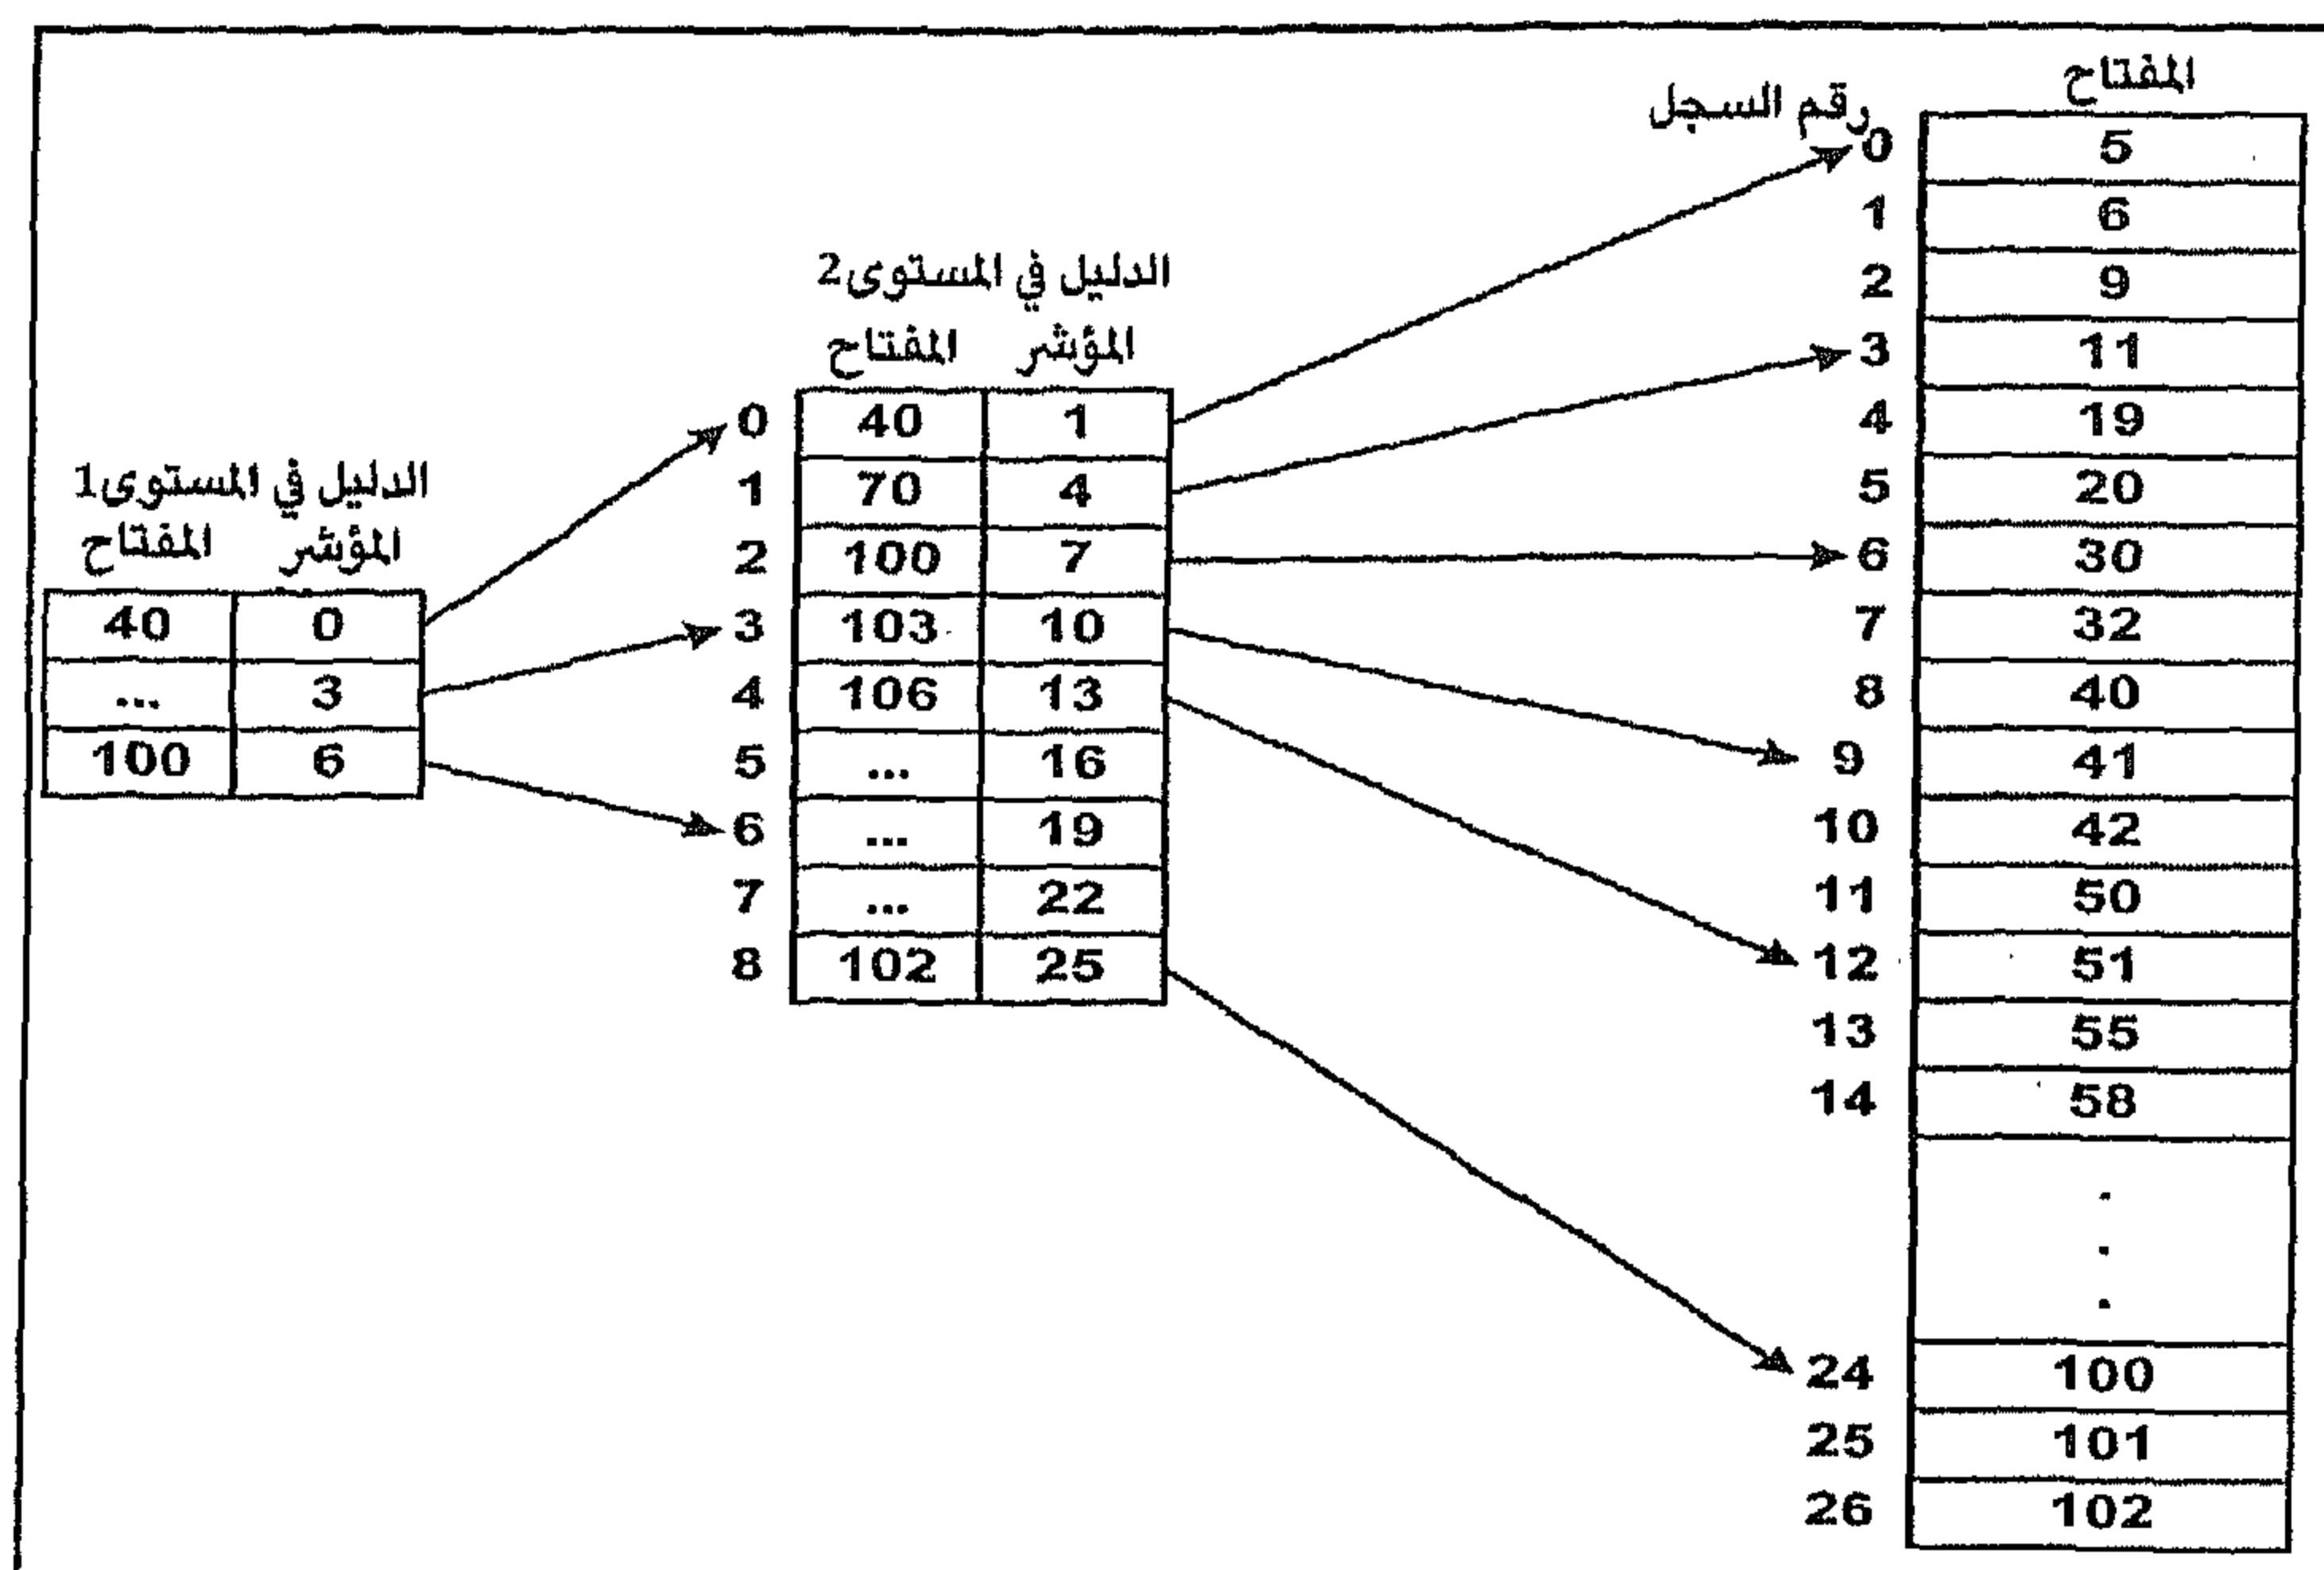 الدليل في المستوى1
المفتاح المؤشر
40 0
... 3
100 6
الدليل في المستوى2
المفتاح المؤشر
0 40 1
1 70 4
2 100 7
3 103 10
4 106 13
5 ... 16
6 ... 19
7 ... 22
8 102 25
رقم السجل المفتاح
0 5
1 6
2 9
3 11
4 19
5 20
6 30
7 32
8 40
9 41
10 42
11 50
12 51
13 55
14 58
.
.
.
24 100
25 101
26 102